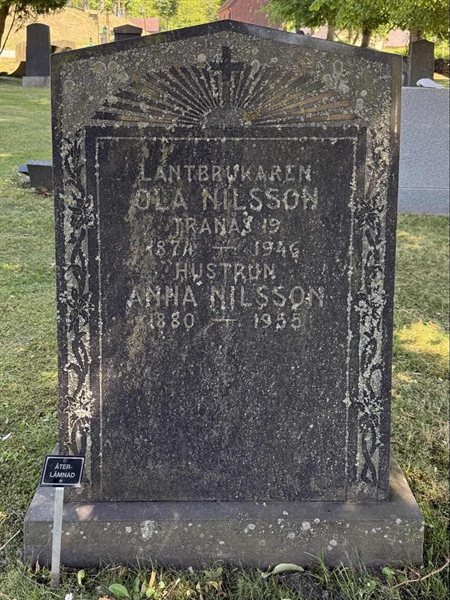 LANTBRUKAREN
OLA NILSSON
TRANÅS 19
1874 — 1946
HUSTRUN
ANNA NILSSON
1880 — 1955
ÅTER-
LÄMNAD